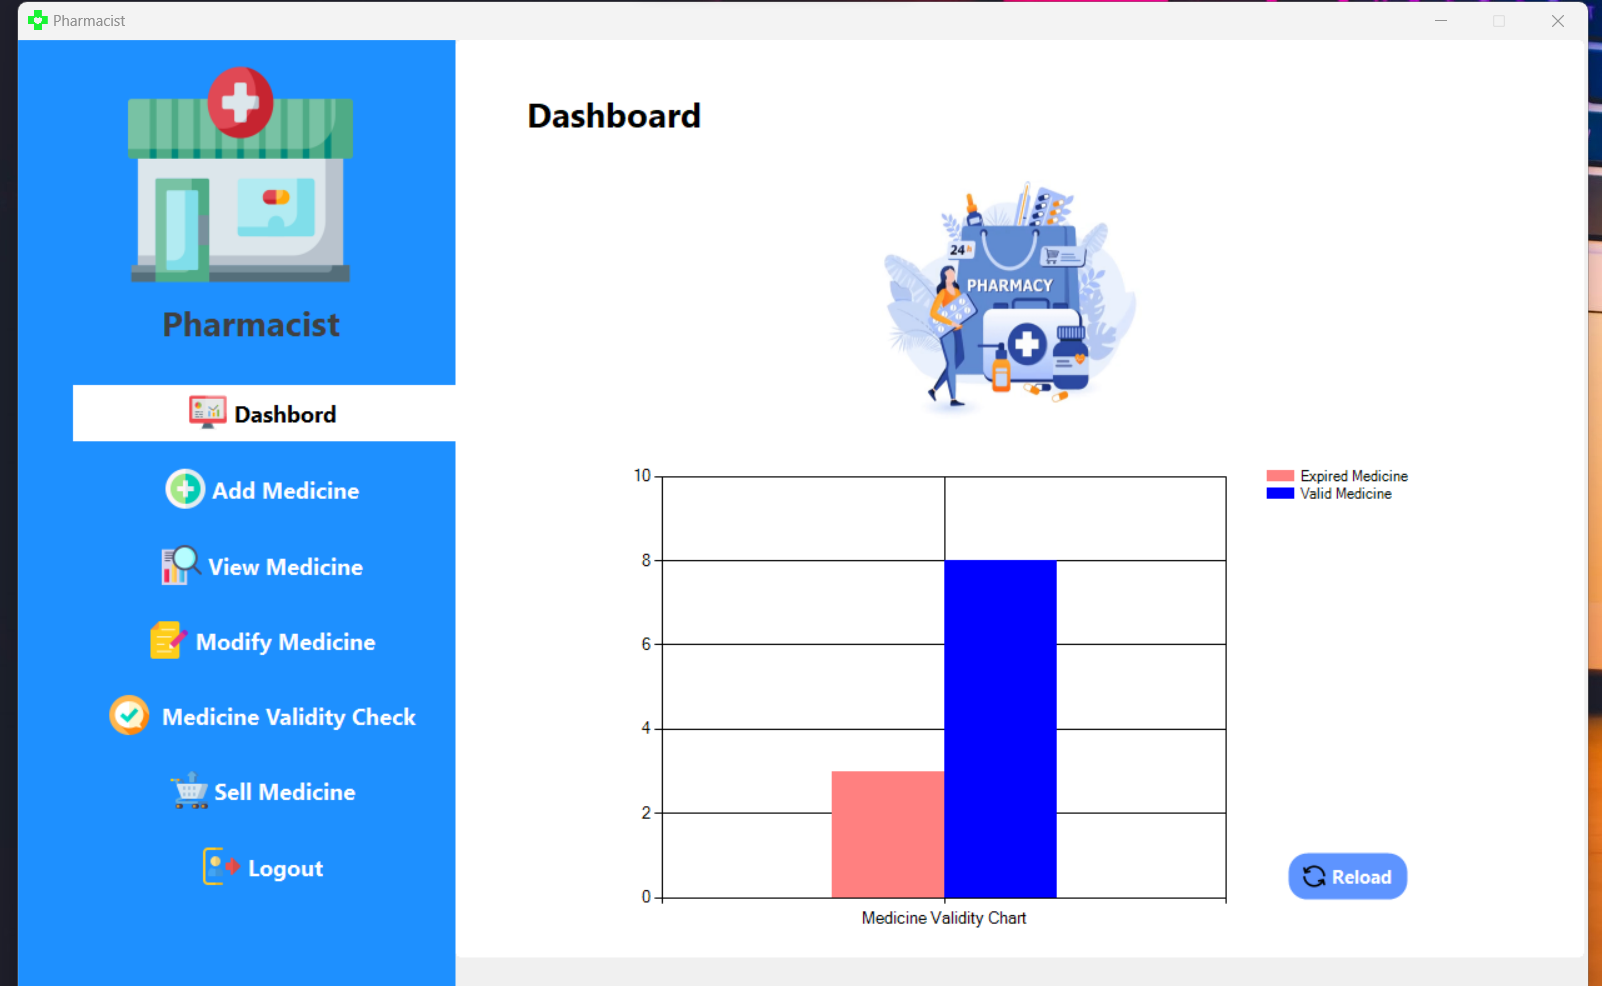 Pharmacist
Pharmacist
Dashbord
Add Medicine
View Medicine
Modify Medicine
Medicine Validity Check
Sell Medicine
Logout
Dashboard
24h
PHARMACY
10
8
6
4
2
0
Medicine Validity Chart
Expired Medicine
Valid Medicine
Reload